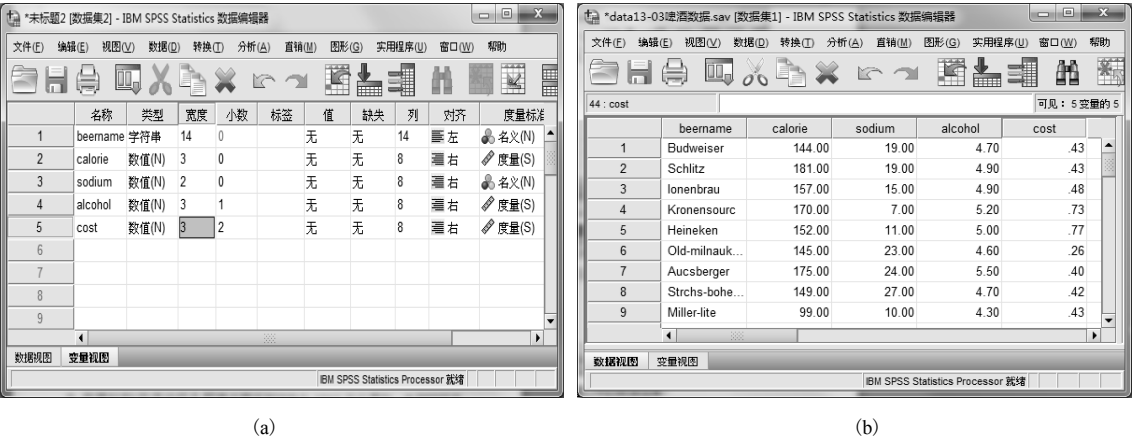 *未标题2 [数据集2] - IBM SPSS Statistics 数据编辑器
文件(F) 编辑(E) 视图(V) 数据(D) 转换(T) 分析(A) 直销(M) 图形(G) 实用程序(U) 窗口(W) 帮助
名称 类型 宽度 小数 标签 值 缺失 列 对齐 度量标准
1 beername 字符串 14 0 无 无 14 左 名义(N)
2 calorie 数值(N) 3 0 无 无 8 右 度量(S)
3 sodium 数值(N) 2 0 无 无 8 右 名义(N)
4 alcohol 数值(N) 3 1 无 无 8 右 度量(S)
5 cost 数值(N) 3 2 无 无 8 右 度量(S)
6
7
8
9
数据视图 变量视图
IBM SPSS Statistics Processor 就绪
(a)
*data13-03啤酒数据.sav [数据集1] - IBM SPSS Statistics 数据编辑器
文件(F) 编辑(E) 视图(V) 数据(D) 转换(T) 分析(A) 直销(M) 图形(G) 实用程序(U) 窗口(W) 帮助
44 : cost 可见: 5变量的 5
beername calorie sodium alcohol cost
1 Budweiser 144.00 19.00 4.70 .43
2 Schlitz 181.00 19.00 4.90 .43
3 Ionenbrau 157.00 15.00 4.90 .48
4 Kronensourc 170.00 7.00 5.20 .73
5 Heineken 152.00 11.00 5.00 .77
6 Old-milnauk... 145.00 23.00 4.60 .26
7 Aucsberger 175.00 24.00 5.50 .40
8 Strchs-bohe... 149.00 27.00 4.70 .42
9 Miller-lite 99.00 10.00 4.30 .43
数据视图 变量视图
IBM SPSS Statistics Processor 就绪
(b)